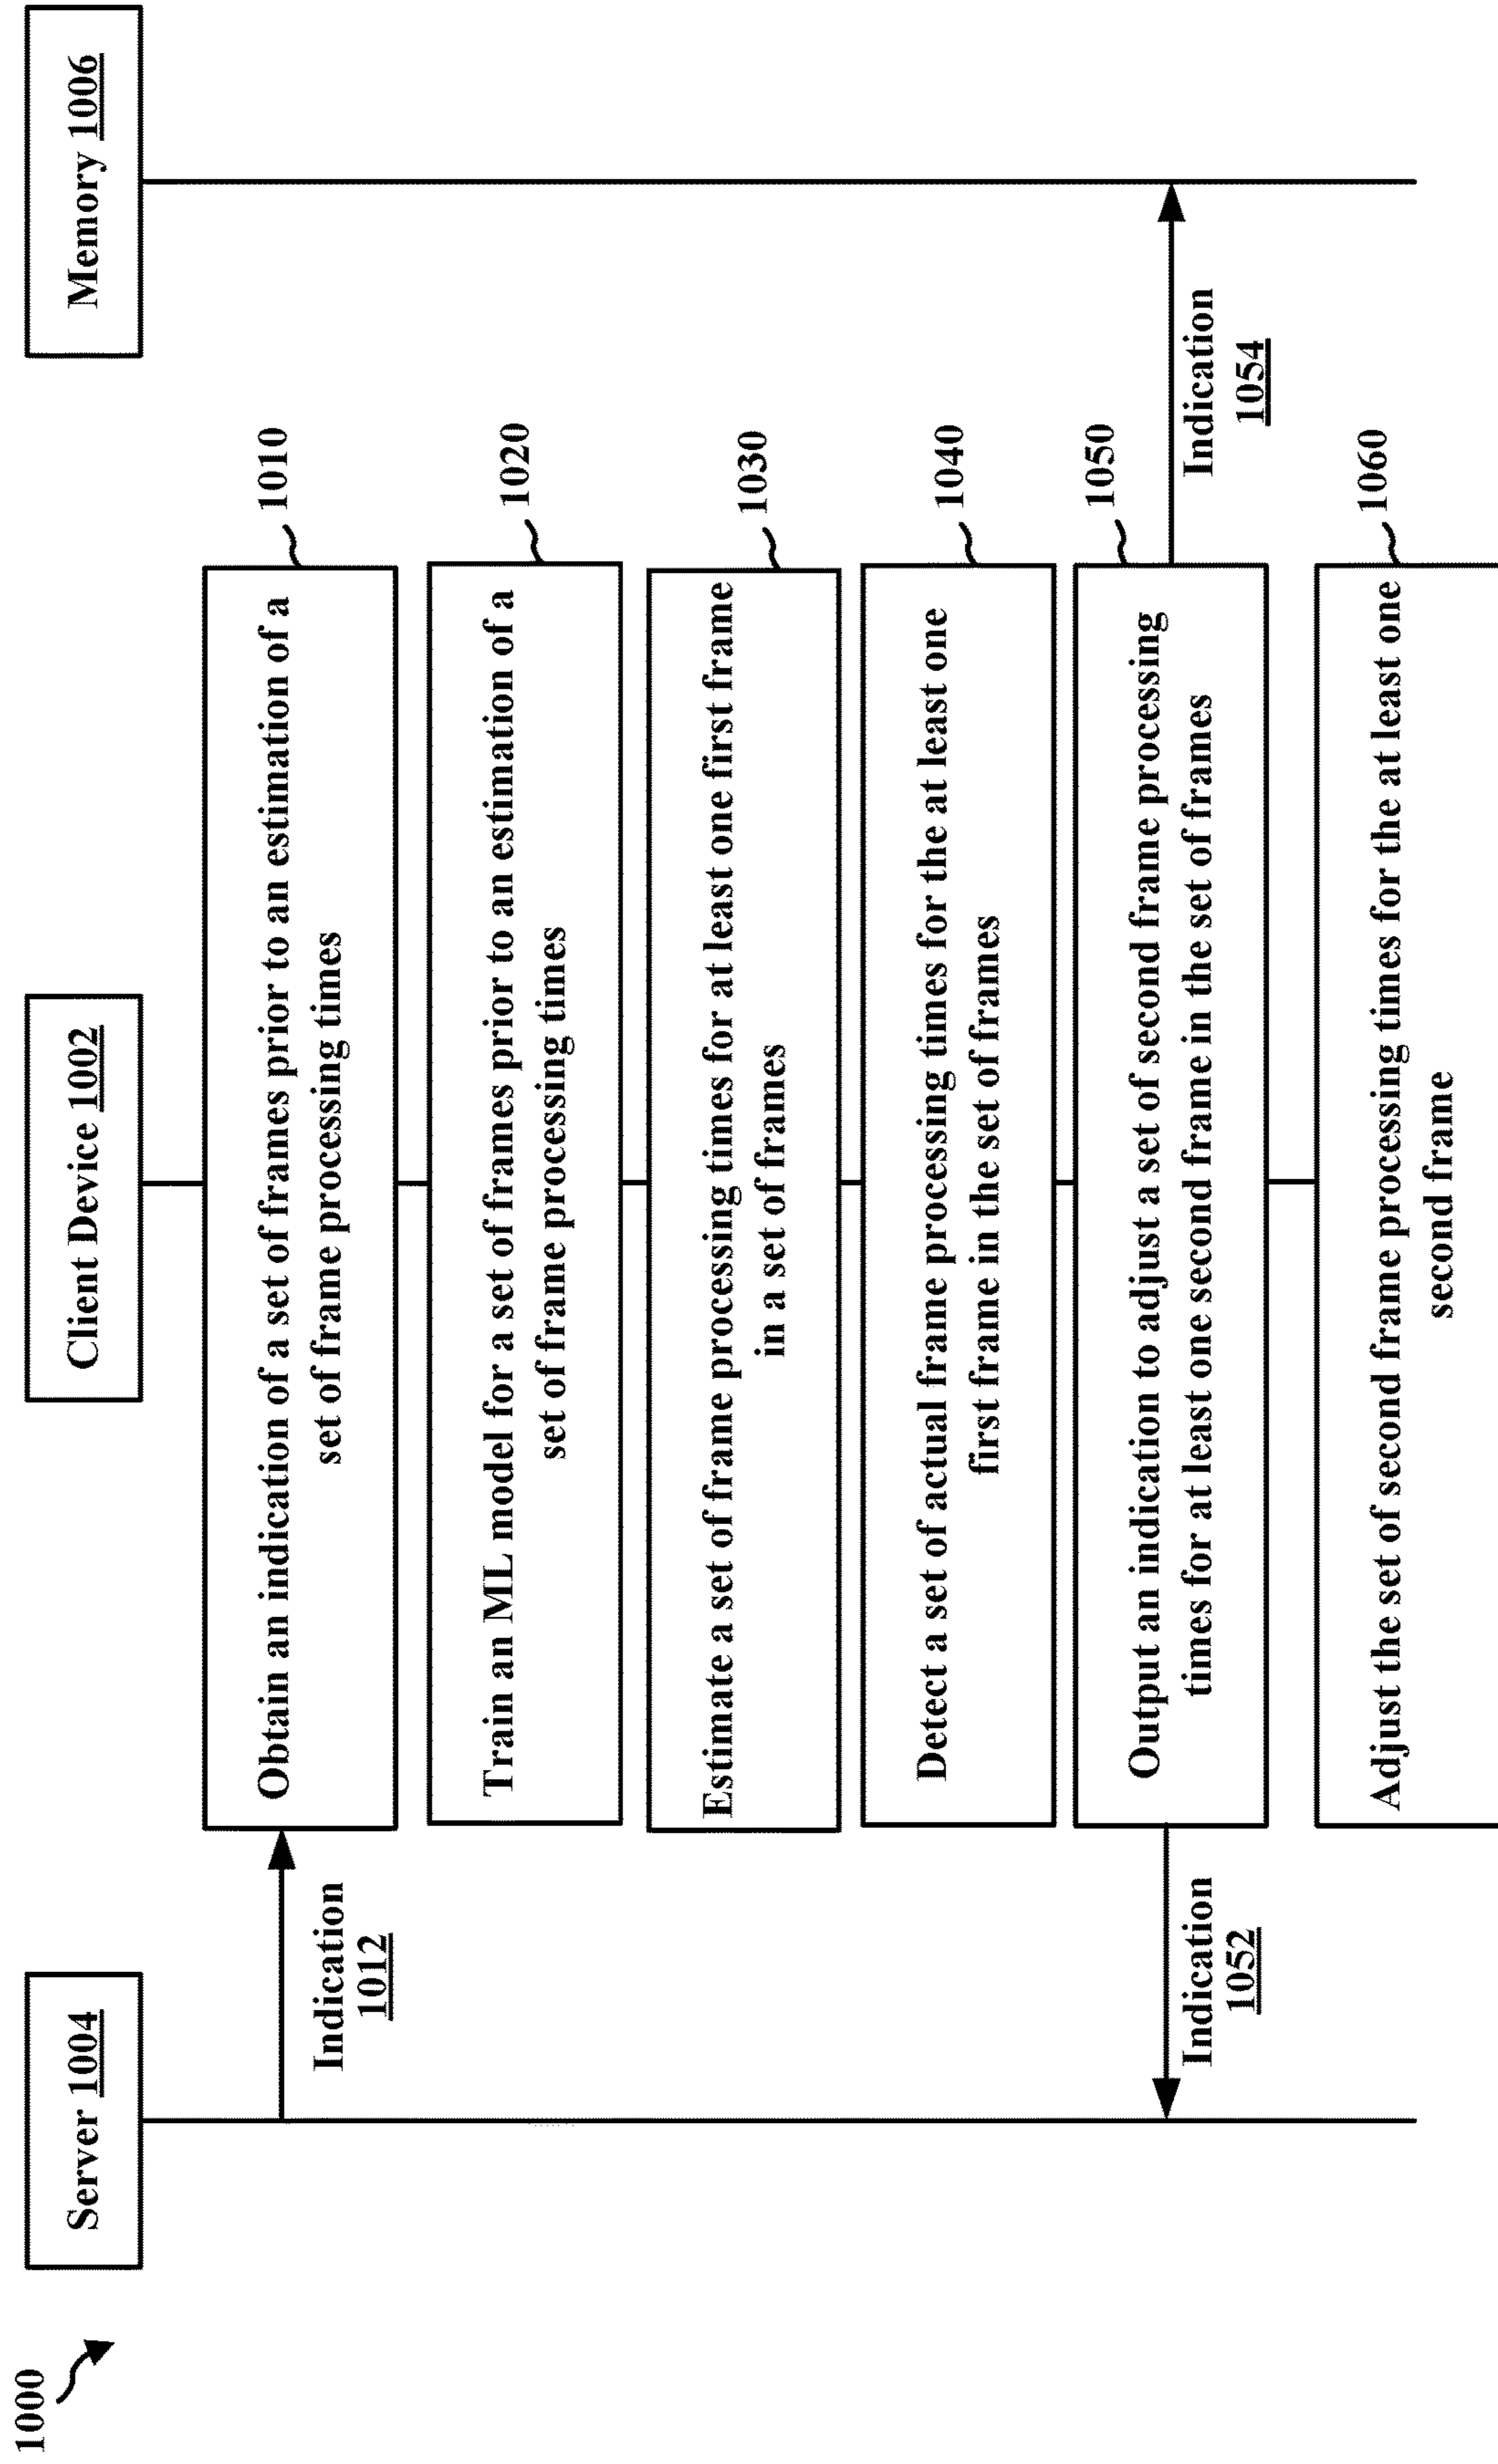 1000
Server 1004
Client Device 1002
Memory 1006
Obtain an indication of a set of frames prior to an estimation of a
set of frame processing times
1010
Indication
1012
Train an ML model for a set of frames prior to an estimation of a
set of frame processing times
1020
Estimate a set of frame processing times for at least one first frame
in a set of frames
1030
Detect a set of actual frame processing times for the at least one
first frame in the set of frames
1040
Output an indication to adjust a set of second frame processing
times for at least one second frame in the set of frames
1050
Indication
1052
Indication
1054
Adjust the set of second frame processing times for the at least one
second frame
1060